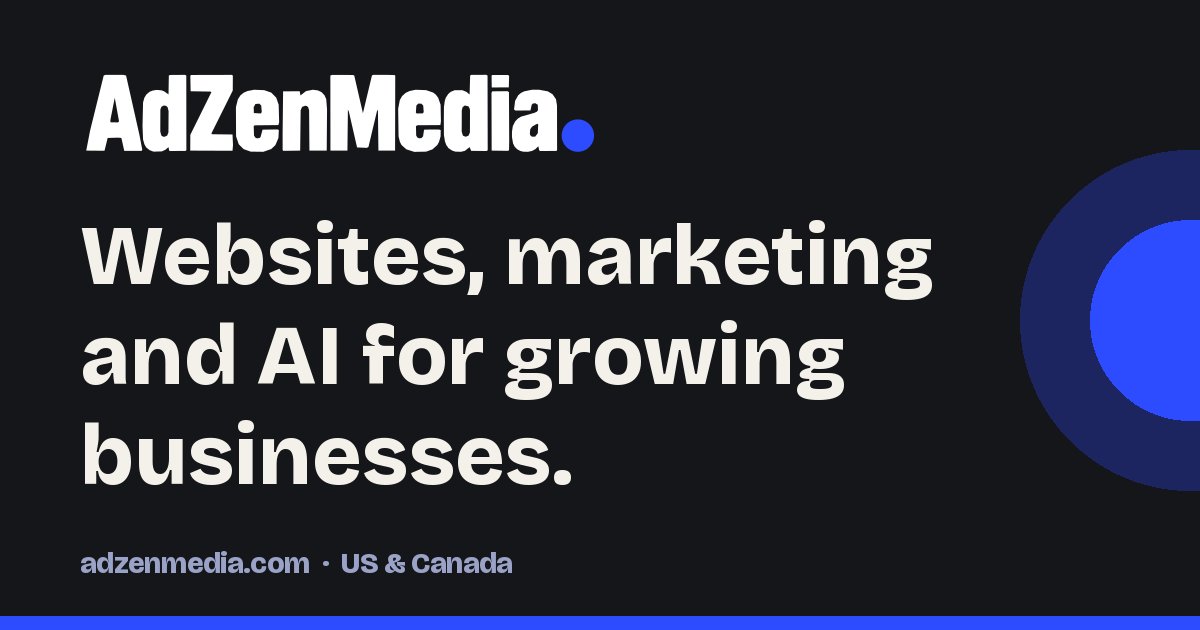 AdZenMedia.
Websites, marketing
and AI for growing
businesses.
adzenmedia.com · US & Canada